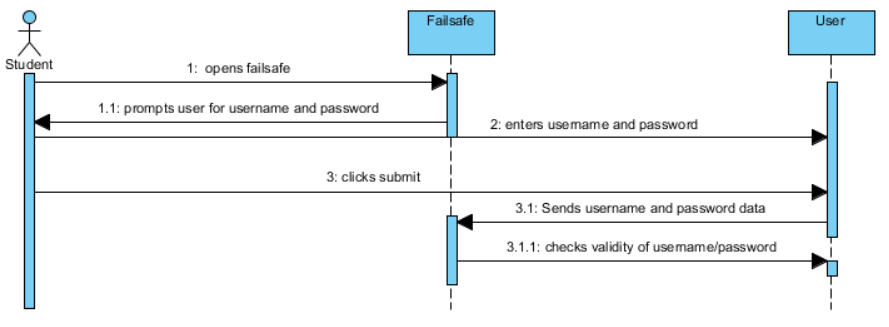 Failsafe
User
Student
1: opens failsafe
1.1: prompts user for username and password
2: enters username and password
3: clicks submit
3.1: Sends username and password data
3.1.1: checks validity of username/password